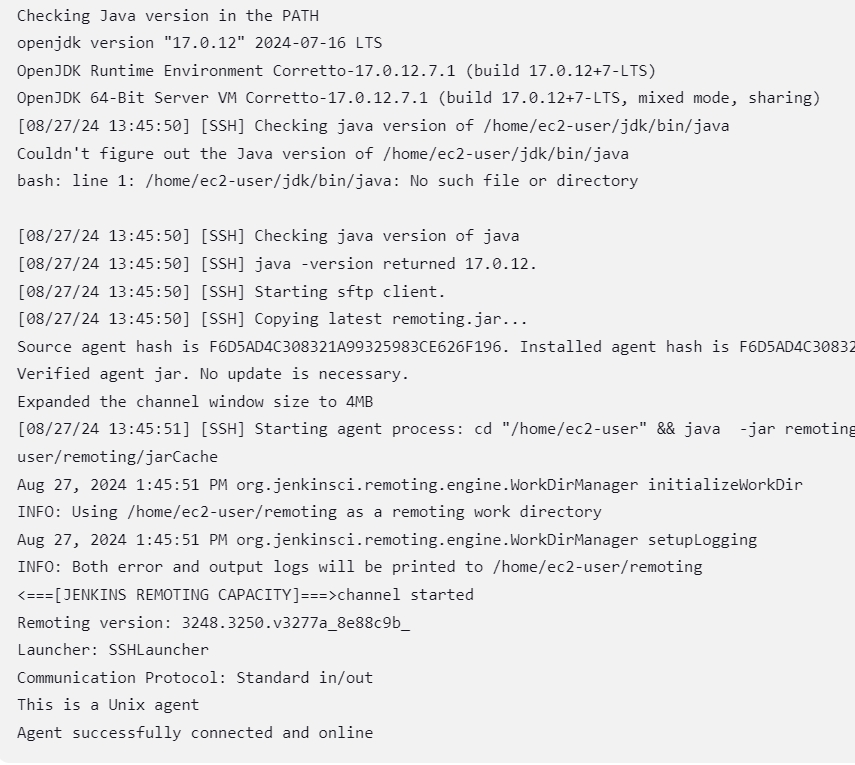 Checking Java version in the PATH
openjdk version "17.0.12" 2024-07-16 LTS
OpenJDK Runtime Environment Corretto-17.0.12.7.1 (build 17.0.12+7-LTS)
OpenJDK 64-Bit Server VM Corretto-17.0.12.7.1 (build 17.0.12+7-LTS, mixed mode, sharing)
[08/27/24 13:45:50] [SSH] Checking java version of /home/ec2-user/jdk/bin/java
Couldn't figure out the Java version of /home/ec2-user/jdk/bin/java
bash: line 1: /home/ec2-user/jdk/bin/java: No such file or directory
[08/27/24 13:45:50] [SSH] Checking java version of java
[08/27/24 13:45:50] [SSH] java -version returned 17.0.12.
[08/27/24 13:45:50] [SSH] Starting sftp client.
[08/27/24 13:45:50] [SSH] Copying latest remoting.jar...
Source agent hash is F6D5AD4C308321A99325983CE626F196. Installed agent hash is F6D5AD4C30832
Verified agent jar. No update is necessary.
Expanded the channel window size to 4MB
[08/27/24 13:45:51] [SSH] Starting agent process: cd "/home/ec2-user" && java  -jar remoting
user/remoting/jarCache
Aug 27, 2024 1:45:51 PM org.jenkinsci.remoting.engine.WorkDirManager initializeWorkDir
INFO: Using /home/ec2-user/remoting as a remoting work directory
Aug 27, 2024 1:45:51 PM org.jenkinsci.remoting.engine.WorkDirManager setupLogging
INFO: Both error and output logs will be printed to /home/ec2-user/remoting
<===[JENKINS REMOTING CAPACITY]===>channel started
Remoting version: 3248.3250.v3277a_8e88c9b_
Launcher: SSHLauncher
Communication Protocol: Standard in/out
This is a Unix agent
Agent successfully connected and online